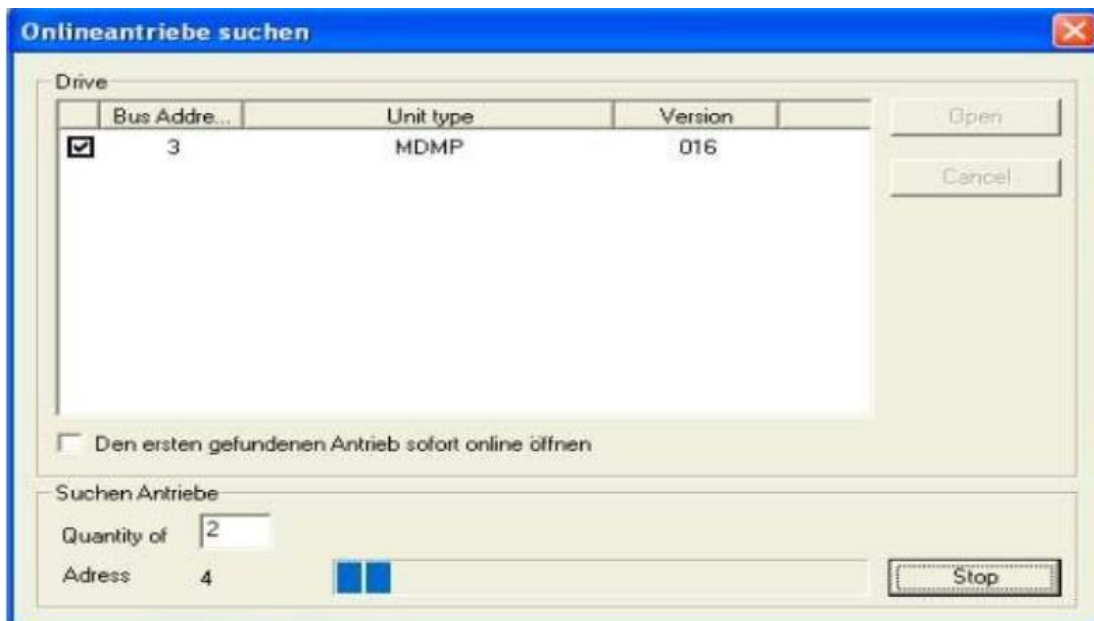 Onlineantriebe suchen
Drive
Bus Addre... Unit type Version
3 MDMP 016
Open
Cancel
Den ersten gefundenen Antrieb sofort online öffnen
Suchen Antriebe
Quantity of 2
Adress 4
Stop